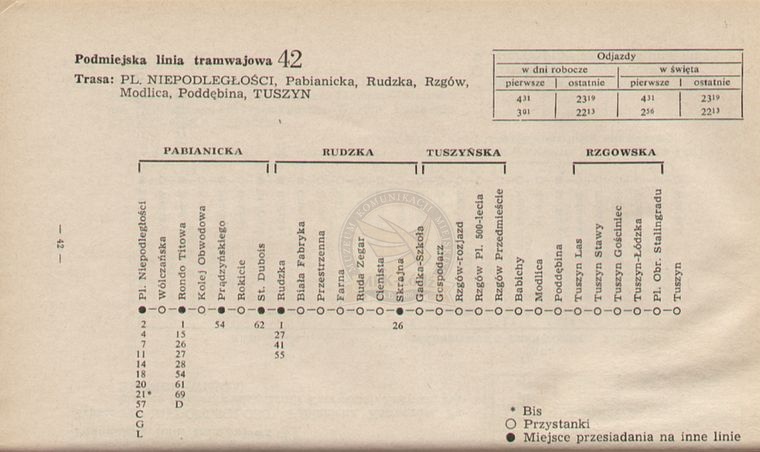 Podmiejska linia tramwajowa 42
Trasa: PL. NIEPODLEGŁOŚCI, Pabianicka, Rudzka, Rzgów,
Modlica, Poddębina, TUSZYN
Odjazdy
w dni robocze w święta
pierwsze ostatnie pierwsze ostatnie
4³¹ 23¹⁹ 4³¹ 23¹⁹
3⁰¹ 22¹³ 2⁵⁶ 22¹³
PABIANICKA RUDZKA TUSZYŃSKA RZGOWSKA
Pl. Niepodległości
Wólczańska
Rondo Titowa
Kolej Obwodowa
Prądzyńskiego
Rokicie
St. Dubois
Rudzka
Biała Fabryka
Przestrzenna
Farna
Ruda Zegar
Cienista
Skrajna
Gadka-Szkoła
Gospodarz
Rzgów-rozjazd
Rzgów Pl. 500-lecia
Rzgów Przedmieście
Babichy
Modlica
Poddębina
Tuszyn Las
Tuszyn Stawy
Tuszyn Gościniec
Tuszyn-Łódzka
Pl. Obr. Stalingradu
Tuszyn
2 1 54 62 1 26
4 15 27
7 26 41
11 27 55
14 28
18 54
20 61
21* 69
57 D
C
G
L
* Bis
Przystanki
Miejsce przesiadania na inne linie
— 42 —